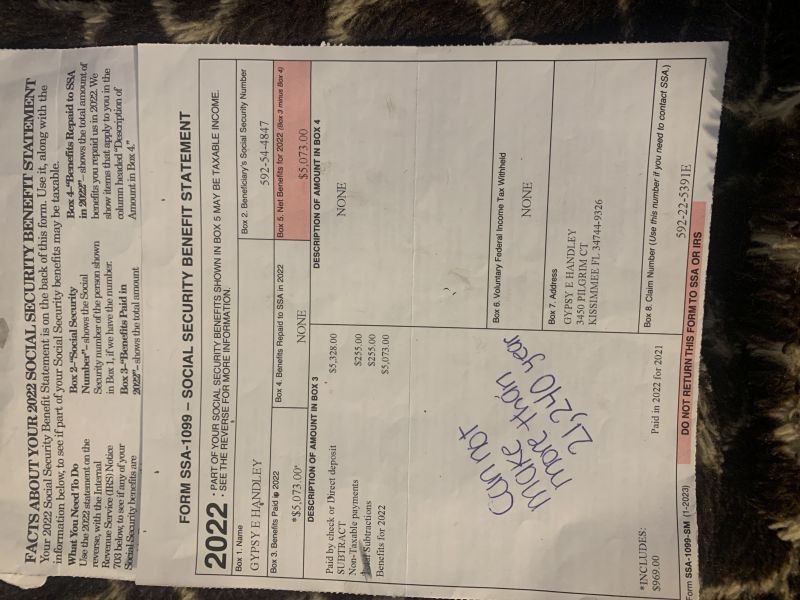 FACTS ABOUT YOUR 2022 SOCIAL SECURITY BENEFIT STATEMENT
Your 2022 Social Security Benefit Statement is on the back of this form. Use it, along with the
information below, to see if part of your Social Security benefits may be taxable.
What You Need To Do
Use the 2022 statement on the
reverse, with the Internal
Revenue Service (IRS) Notice
703 below, to see if any of your
Social Security benefits are
Box 2–"Social Security
Number"– shows the Social
Security number of the person shown
in Box 1, if we have the number.
Box 3–"Benefits Paid in
2022"– shows the total amount
Box 4–"Benefits Repaid to SSA
in 2022"– shows the total amount of
benefits you repaid us in 2022. We
show items that apply to you in the
column headed "Description of
Amount in Box 4."
FORM SSA-1099 – SOCIAL SECURITY BENEFIT STATEMENT
2022
• PART OF YOUR SOCIAL SECURITY BENEFITS SHOWN IN BOX 5 MAY BE TAXABLE INCOME.
• SEE THE REVERSE FOR MORE INFORMATION.
Box 1. Name
GYPSY E HANDLEY
Box 2. Beneficiary's Social Security Number
592-54-4847
Box 3. Benefits Paid in 2022
*$5,073.00*
Box 4. Benefits Repaid to SSA in 2022
NONE
Box 5. Net Benefits for 2022 (Box 3 minus Box 4)
$5,073.00
DESCRIPTION OF AMOUNT IN BOX 3
Paid by check or Direct deposit $5,328.00
SUBTRACT
Non-Taxable payments $255.00
Subtractions $255.00
Benefits for 2022 $5,073.00
DESCRIPTION OF AMOUNT IN BOX 4
NONE
can not
make
more than
21,240 year
Box 6. Voluntary Federal Income Tax Withheld
NONE
Box 7. Address
GYPSY E HANDLEY
3450 PILGRIM CT
KISSIMMEE FL 34744-9326
*INCLUDES:
$969.00 Paid in 2022 for 2021
Box 8. Claim Number (Use this number if you need to contact SSA.)
592-22-5391E
Form SSA-1099-SM (1-2023)
DO NOT RETURN THIS FORM TO SSA OR IRS